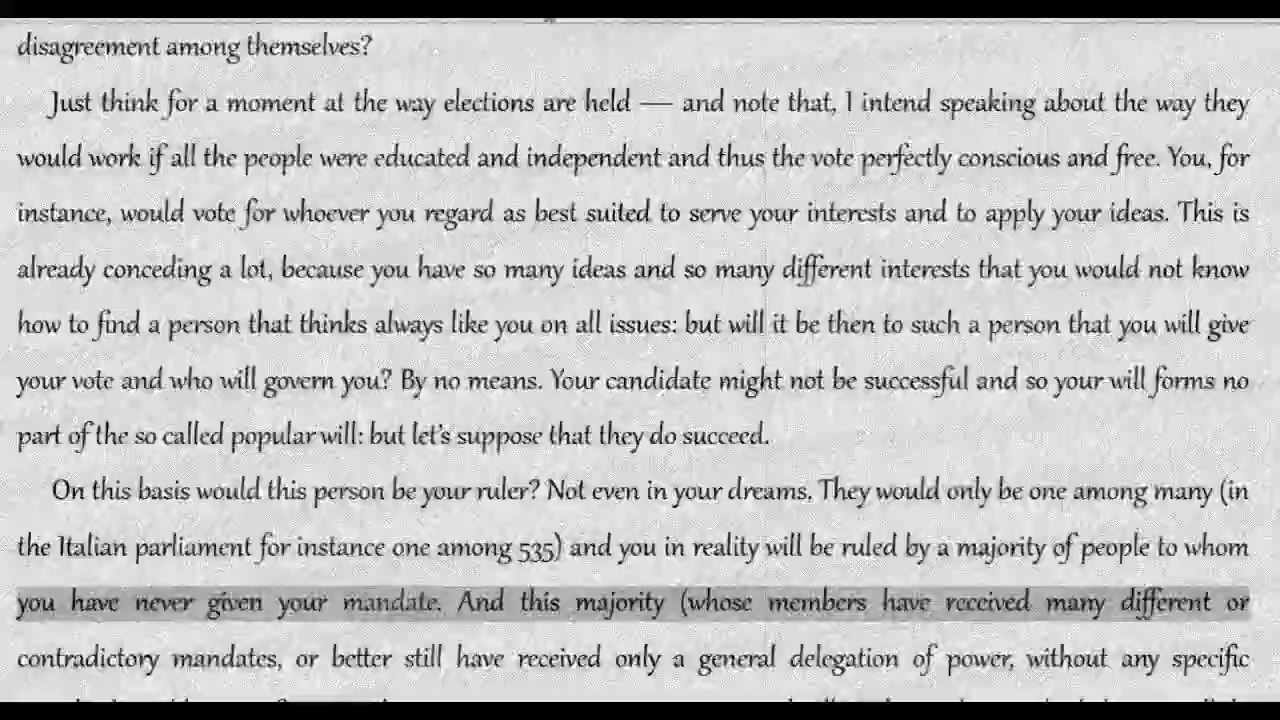 disagreement among themselves?
Just think for a moment at the way elections are held — and note that, I intend speaking about the way they
would work if all the people were educated and independent and thus the vote perfectly conscious and free. You, for
instance, would vote for whoever you regard as best suited to serve your interests and to apply your ideas. This is
already conceding a lot, because you have so many ideas and so many different interests that you would not know
how to find a person that thinks always like you on all issues: but will it be then to such a person that you will give
your vote and who will govern you? By no means. Your candidate might not be successful and so your will forms no
part of the so called popular will: but let's suppose that they do succeed.
On this basis would this person be your ruler? Not even in your dreams. They would only be one among many (in
the Italian parliament for instance one among 535) and you in reality will be ruled by a majority of people to whom
you have never given your mandate. And this majority (whose members have received many different or
contradictory mandates, or better still have received only a general delegation of power, without any specific